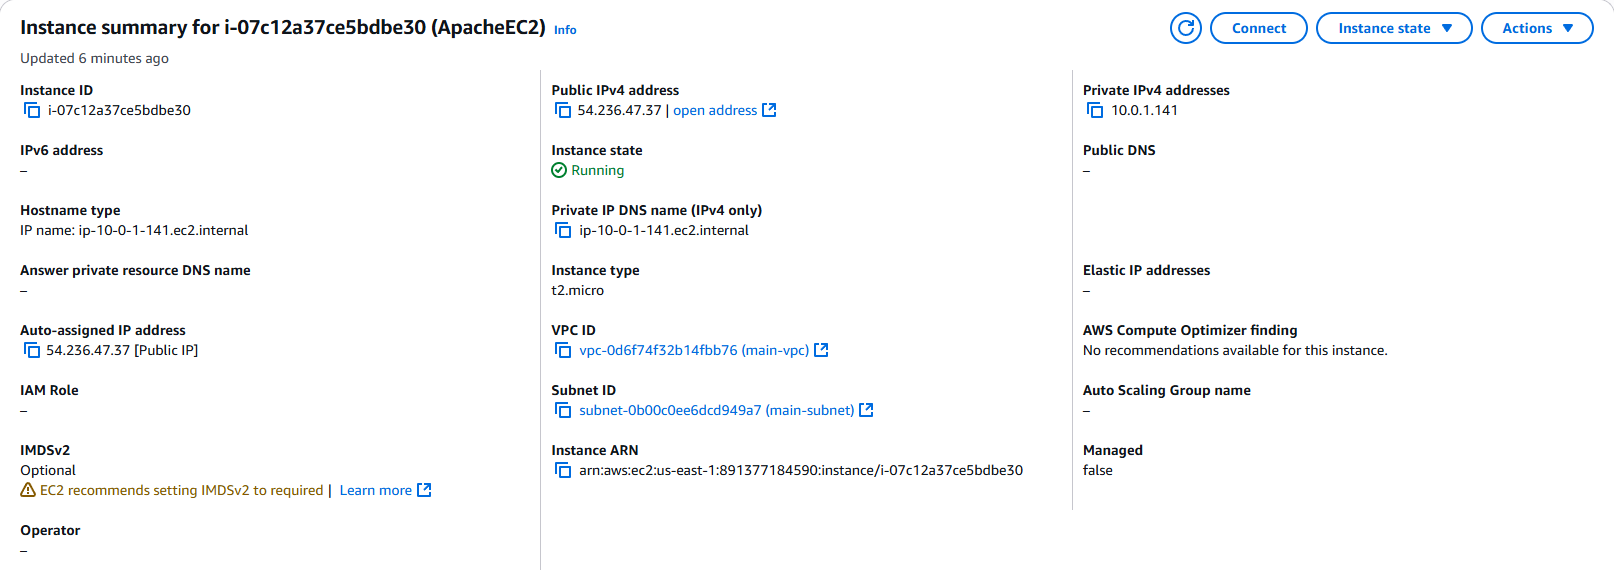 Instance summary for i-07c12a37ce5bdbe30 (ApacheEC2) Info
Connect
Instance state
Actions
Updated 6 minutes ago
Instance ID
i-07c12a37ce5bdbe30
Public IPv4 address
54.236.47.37 | open address
Private IPv4 addresses
10.0.1.141
IPv6 address
–
Instance state
Running
Public DNS
–
Hostname type
IP name: ip-10-0-1-141.ec2.internal
Private IP DNS name (IPv4 only)
ip-10-0-1-141.ec2.internal
Answer private resource DNS name
–
Instance type
t2.micro
Elastic IP addresses
–
Auto-assigned IP address
54.236.47.37 [Public IP]
VPC ID
vpc-0d6f74f32b14fbb76 (main-vpc)
AWS Compute Optimizer finding
No recommendations available for this instance.
IAM Role
–
Subnet ID
subnet-0b00c0ee6dcd949a7 (main-subnet)
Auto Scaling Group name
–
IMDSv2
Optional
EC2 recommends setting IMDSv2 to required | Learn more
Instance ARN
arn:aws:ec2:us-east-1:891377184590:instance/i-07c12a37ce5bdbe30
Managed
false
Operator
–